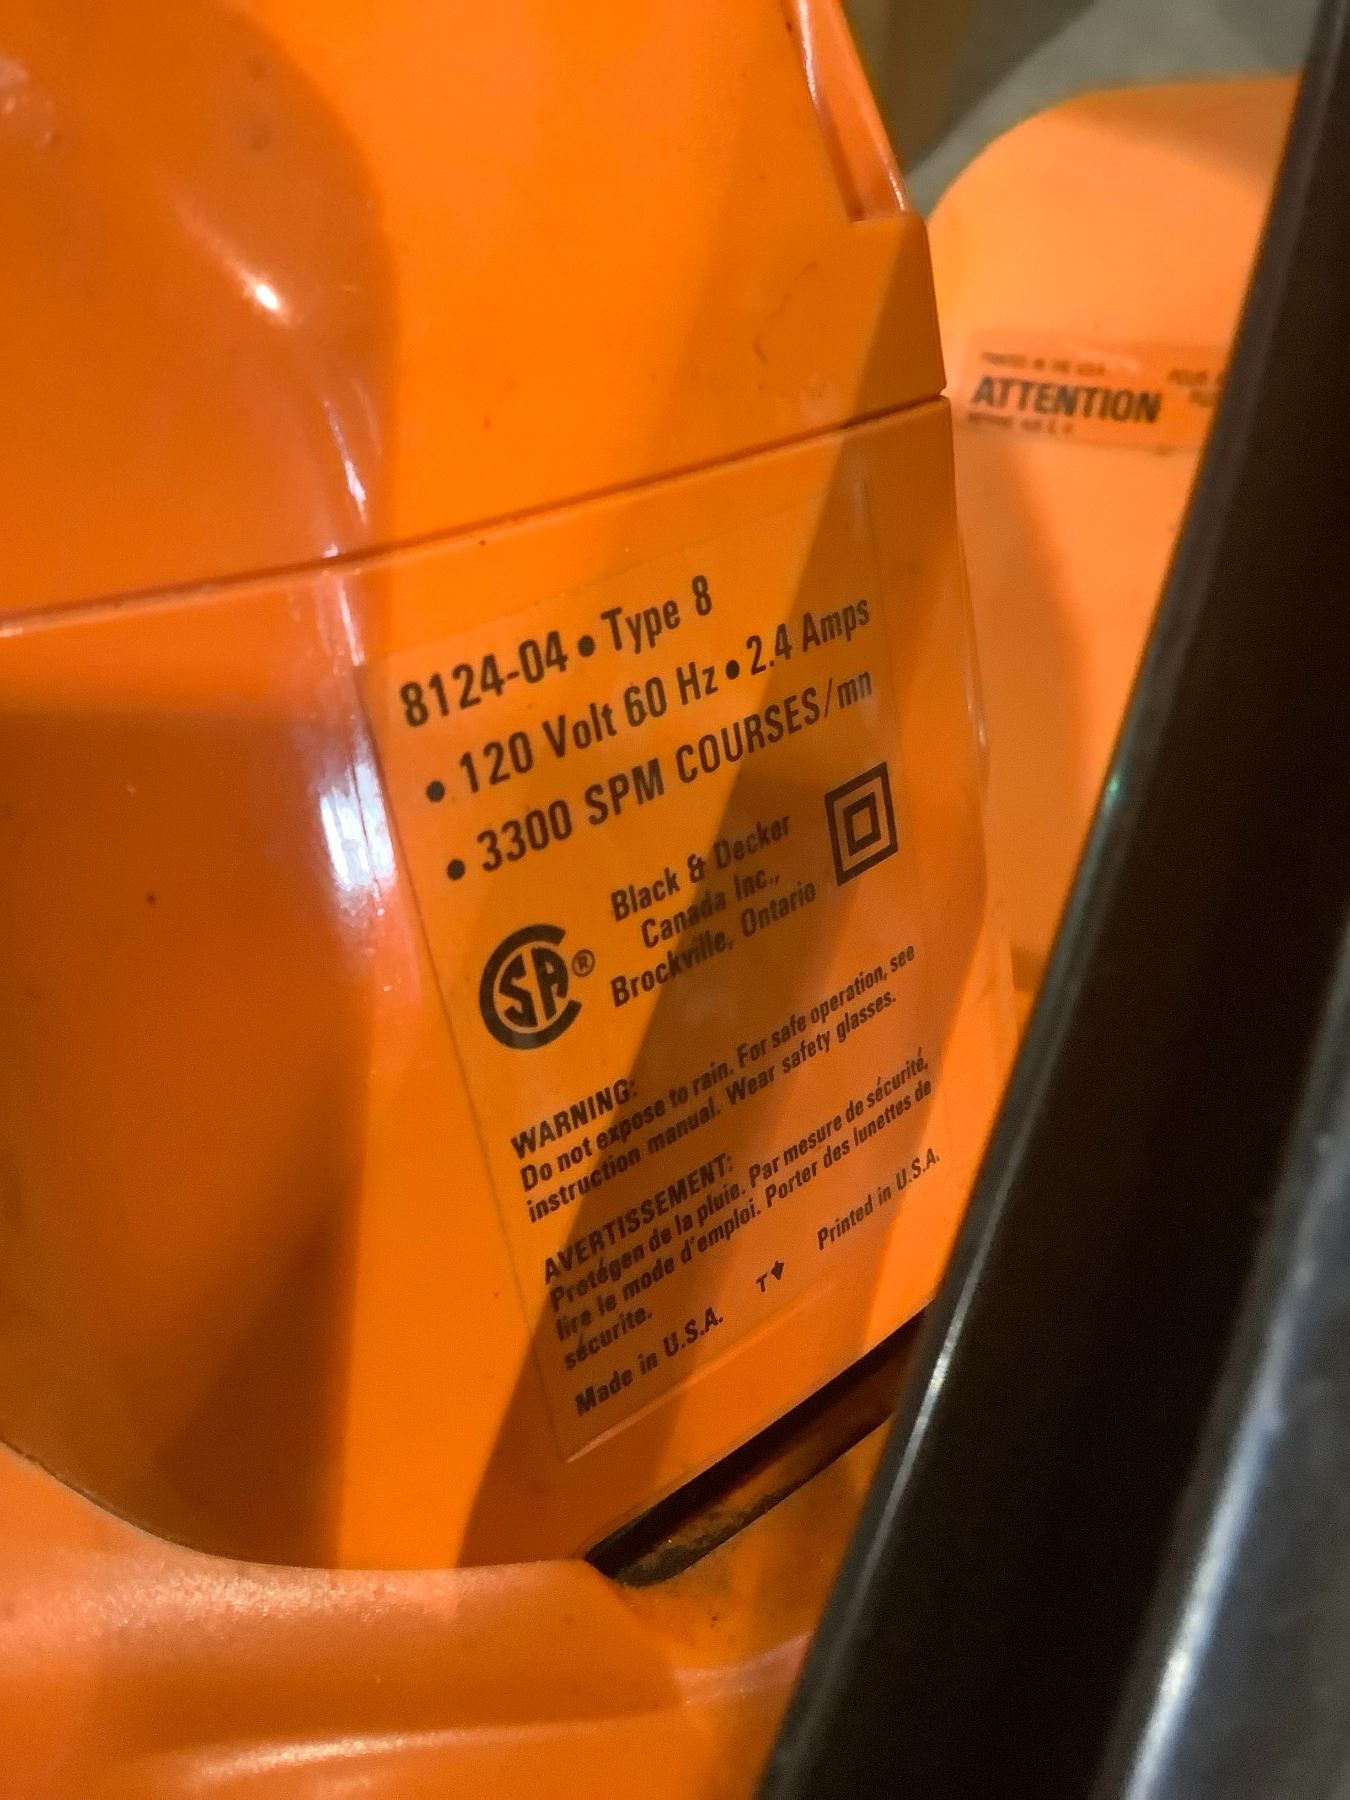 8124-04 • Type 8
• 120 Volt 60 Hz • 2.4 Amps
• 3300 SPM COURSES/mn
Black & Decker
Canada Inc.,
Brockville, Ontario
CSA®
WARNING:
Do not expose to rain. For safe operation, see
instruction manual. Wear safety glasses.
AVERTISSEMENT:
Protégen de la pluie. Par mesure de sécurité,
lire le mode d'emploi. Porter des lunettes de
sécurite.
Made in U.S.A.
T
Printed in U.S.A.
ATTENTION